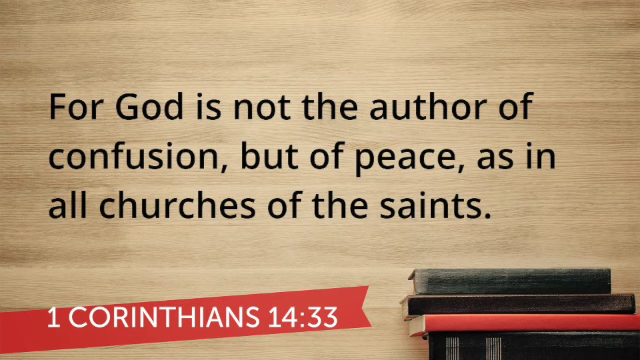 For God is not the author of
confusion, but of peace, as in
all churches of the saints.
1 CORINTHIANS 14:33